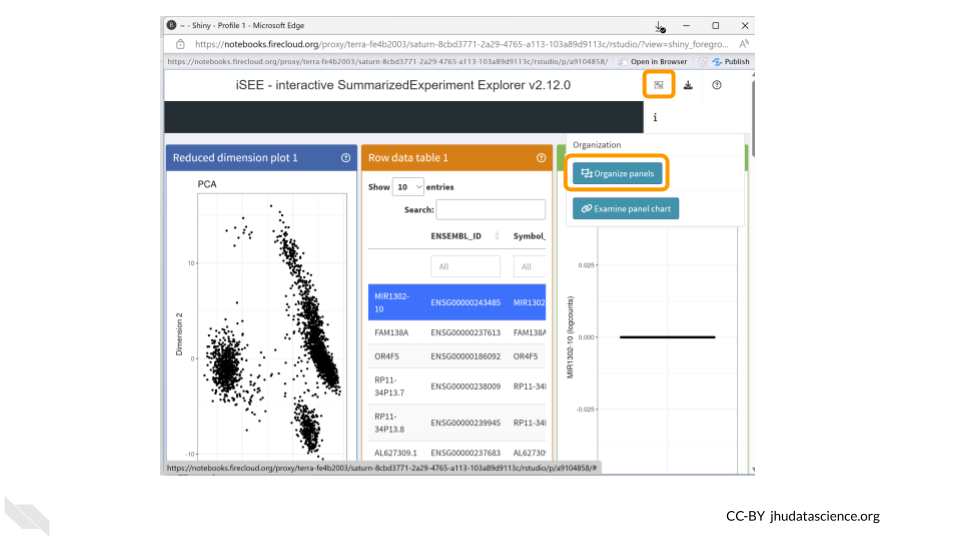 ~ - Shiny - Profile 1 - Microsoft Edge
https://notebooks.firecloud.org/proxy/terra-fe4b2003/saturn-8cbd3771-2a29-4765-a113-103a89d9113c/rstudio/?view=shiny_foregro...
https://notebooks.firecloud.org/proxy/terra-fe4b2003/saturn-8cbd3771-2a29-4765-a113-103a89d9113c/rstudio/p/a9104858/ Open in Browser Publish
iSEE - interactive SummarizedExperiment Explorer v2.12.0
i
Organization
Organize panels
Examine panel chart
Reduced dimension plot 1
PCA
Dimension 2
10
5
0
-10
Row data table 1
Show 10 entries
Search:
ENSEMBL_ID Symbol_
All All
MIR1302-10 ENSG00000243485 MIR1302
FAM138A ENSG00000237613 FAM138A
OR4F5 ENSG00000186092 OR4F5
RP11-34P13.7 ENSG00000238009 RP11-34
RP11-34P13.8 ENSG00000239945 RP11-34
AL627309.1 ENSG00000237683 AL62730
MIR1302-10 (logcounts)
0.025
0.000
-0.025
https://notebooks.firecloud.org/proxy/terra-fe4b2003/saturn-8cbd3771-2a29-4765-a113-103a89d9113c/rstudio/p/a9104858/#
CC-BY jhudatascience.org